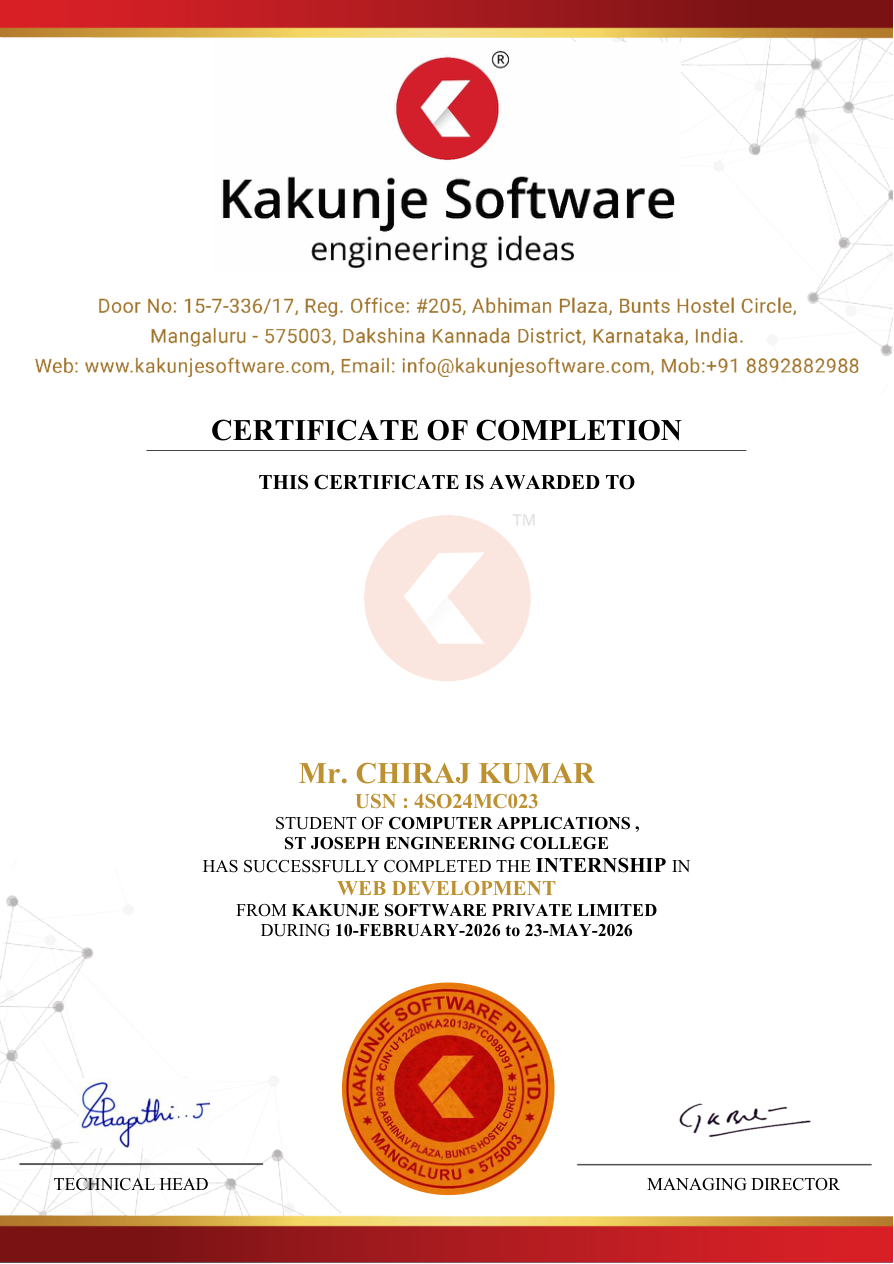 ®
Kakunje Software
engineering ideas
Door No: 15-7-336/17, Reg. Office: #205, Abhiman Plaza, Bunts Hostel Circle,
Mangaluru - 575003, Dakshina Kannada District, Karnataka, India.
Web: www.kakunjesoftware.com, Email: info@kakunjesoftware.com, Mob:+91 8892882988
CERTIFICATE OF COMPLETION
THIS CERTIFICATE IS AWARDED TO
TM
Mr. CHIRAJ KUMAR
USN : 4SO24MC023
STUDENT OF COMPUTER APPLICATIONS ,
ST JOSEPH ENGINEERING COLLEGE
HAS SUCCESSFULLY COMPLETED THE INTERNSHIP IN
WEB DEVELOPMENT
FROM KAKUNJE SOFTWARE PRIVATE LIMITED
DURING 10-FEBRUARY-2026 to 23-MAY-2026
KAKUNJE SOFTWARE PVT. LTD.
CIN:U12200KA2013PTC098091
ABHINAV PLAZA, BUNTS HOSTEL CIRCLE
MANGALURU • 575003
TECHNICAL HEAD
MANAGING DIRECTOR